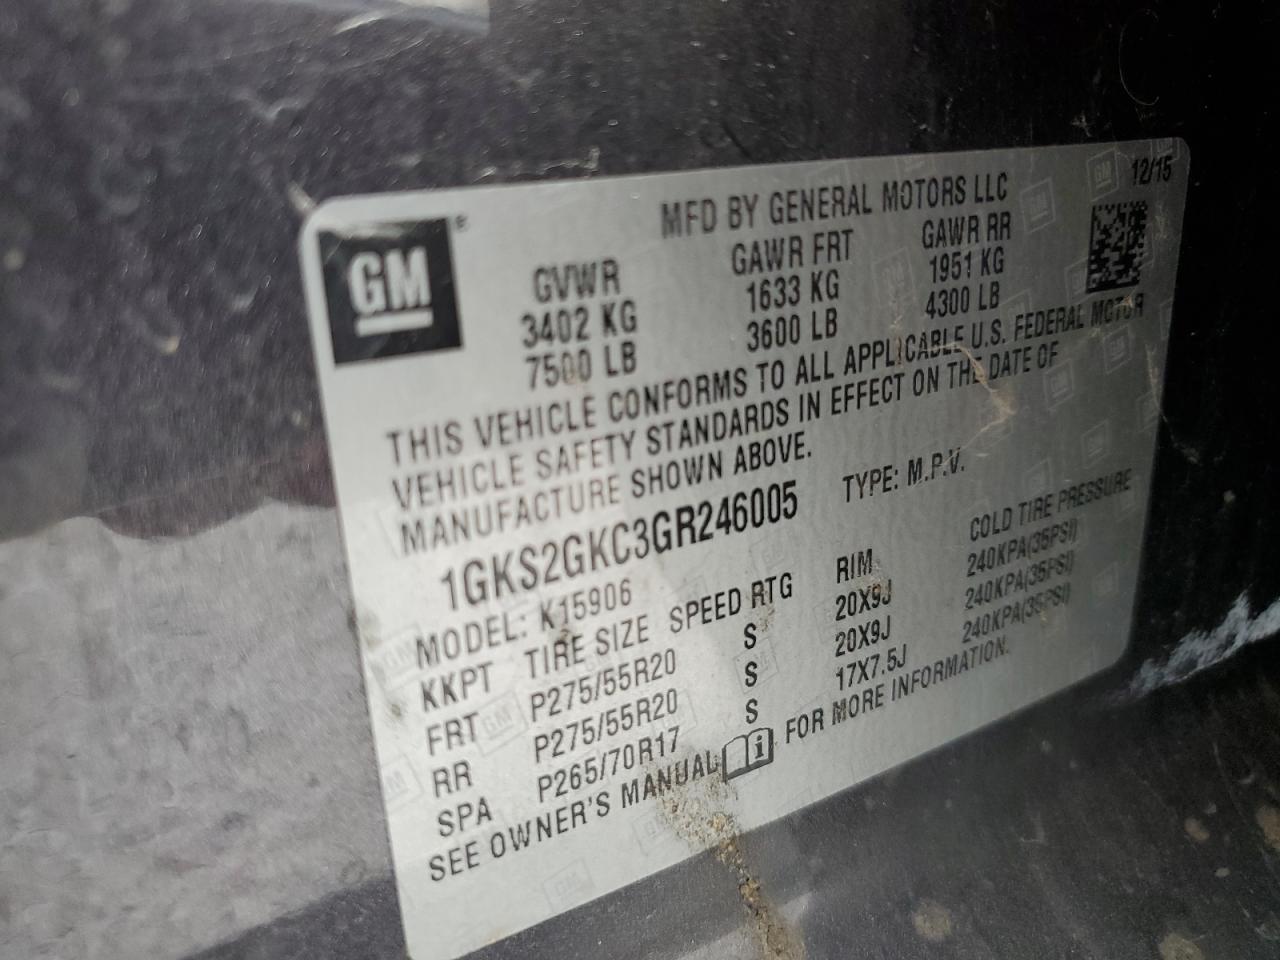 MFD BY GENERAL MOTORS LLC 12/15
GM®
GVWR GAWR FRT GAWR RR
3402 KG 1633 KG 1951 KG
7500 LB 3600 LB 4300 LB
THIS VEHICLE CONFORMS TO ALL APPLICABLE U.S. FEDERAL MOTOR
VEHICLE SAFETY STANDARDS IN EFFECT ON THE DATE OF
MANUFACTURE SHOWN ABOVE.
1GKS2GKC3GR246005 TYPE: M.P.V.
MODEL: K15906
KKPT TIRE SIZE SPEED RTG RIM COLD TIRE PRESSURE
FRT P275/55R20 S 20X9J 240KPA(35PSI)
RR P275/55R20 S 20X9J 240KPA(35PSI)
SPA P265/70R17 S 17X7.5J 240KPA(35PSI)
SEE OWNER'S MANUAL FOR MORE INFORMATION.